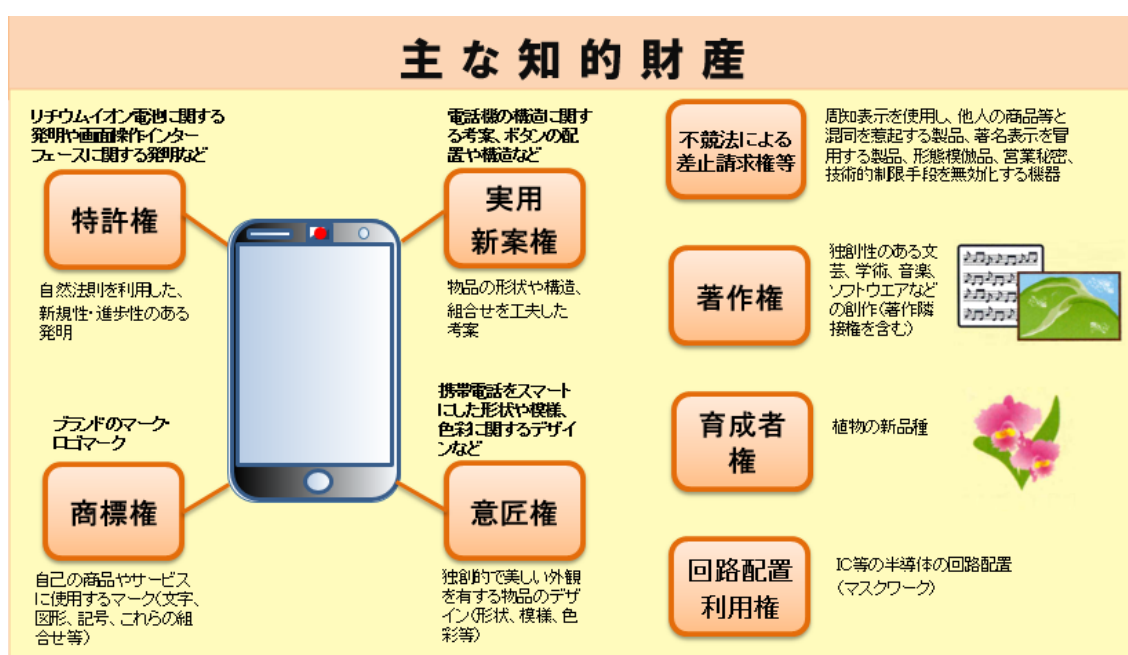 主な知的財産
リチウムイオン電池に関する
発明や画面操作インター
フェースに関する発明など
特許権
自然法則を利用した、
新規性・進歩性のある
発明
電話機の構造に関す
る考案、ボタンの配
置や構造など
実用
新案権
物品の形状や構造、
組合せを工夫した
考案
ブランドのマーク・
ロゴマーク
商標権
自己の商品やサービス
に使用するマーク(文字、
図形、記号、これらの組
合せ等)
携帯電話をスマート
にした形状や模様、
色彩に関するデザイ
ンなど
意匠権
独創的で美しい外観
を有する物品のデザ
イン(形状、模様、色
彩等)
不競法による
差止請求権等
周知表示を使用し、他人の商品等と
混同を惹起する製品、著名表示を冒
用する製品、形態模倣品、営業秘密、
技術的制限手段を無効化する機器
著作権
独創性のある文
芸、学術、音楽、
ソフトウエアなど
の創作(著作隣
接権を含む)
育成者
権
植物の新品種
回路配置
利用権
IC等の半導体の回路配置
(マスクワーク)